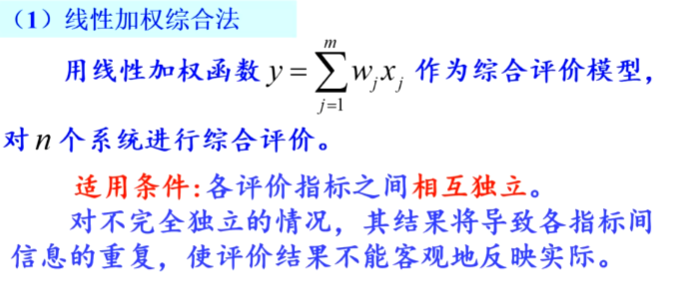 （1）线性加权综合法
用线性加权函数 y = ∑_{j=1}^{m} w_j x_j 作为综合评价模型，
对 n 个系统进行综合评价。
适用条件:各评价指标之间相互独立。
对不完全独立的情况，其结果将导致各指标间
信息的重复，使评价结果不能客观地反映实际。